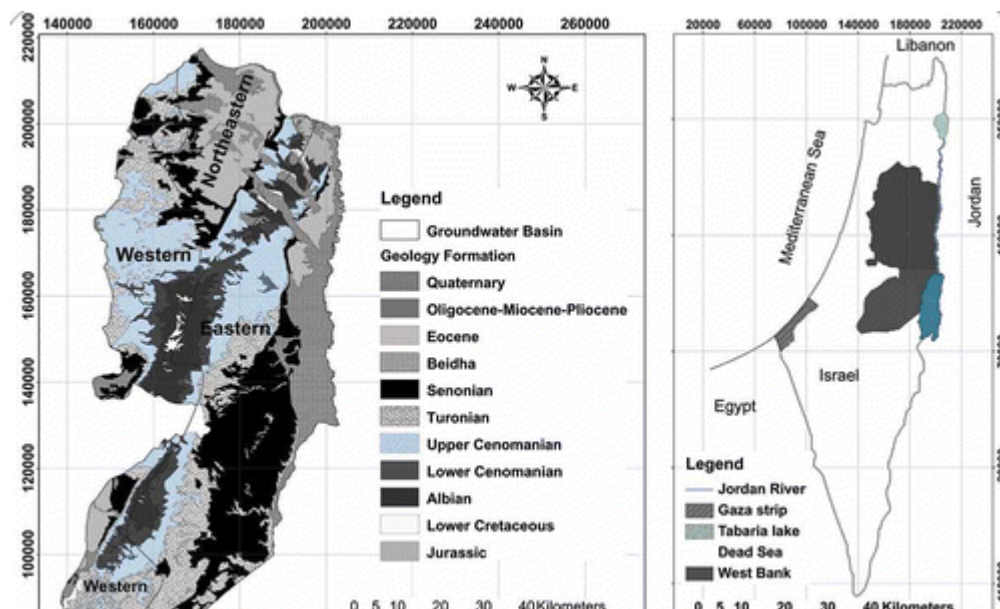 140000 160000 180000 200000 220000 240000 260000
220000
200000
180000
160000
140000
120000
100000
N
W E
S
Northeastern
Western
Eastern
Western
Legend
Groundwater Basin
Geology Formation
Quaternary
Oligocene-Miocene-Pliocene
Eocene
Beidha
Senonian
Turonian
Upper Cenomanian
Lower Cenomanian
Albian
Lower Cretaceous
Jurassic
0 5 10 20 30 40 Kilometers
20000 60000 100000 140000 180000 220000
Lebanon
Mediterranean Sea
Jordan
Israel
Egypt
Legend
Jordan River
Gaza strip
Tabaria lake
Dead Sea
West Bank
0 5 10 20 30 40 Kilometers